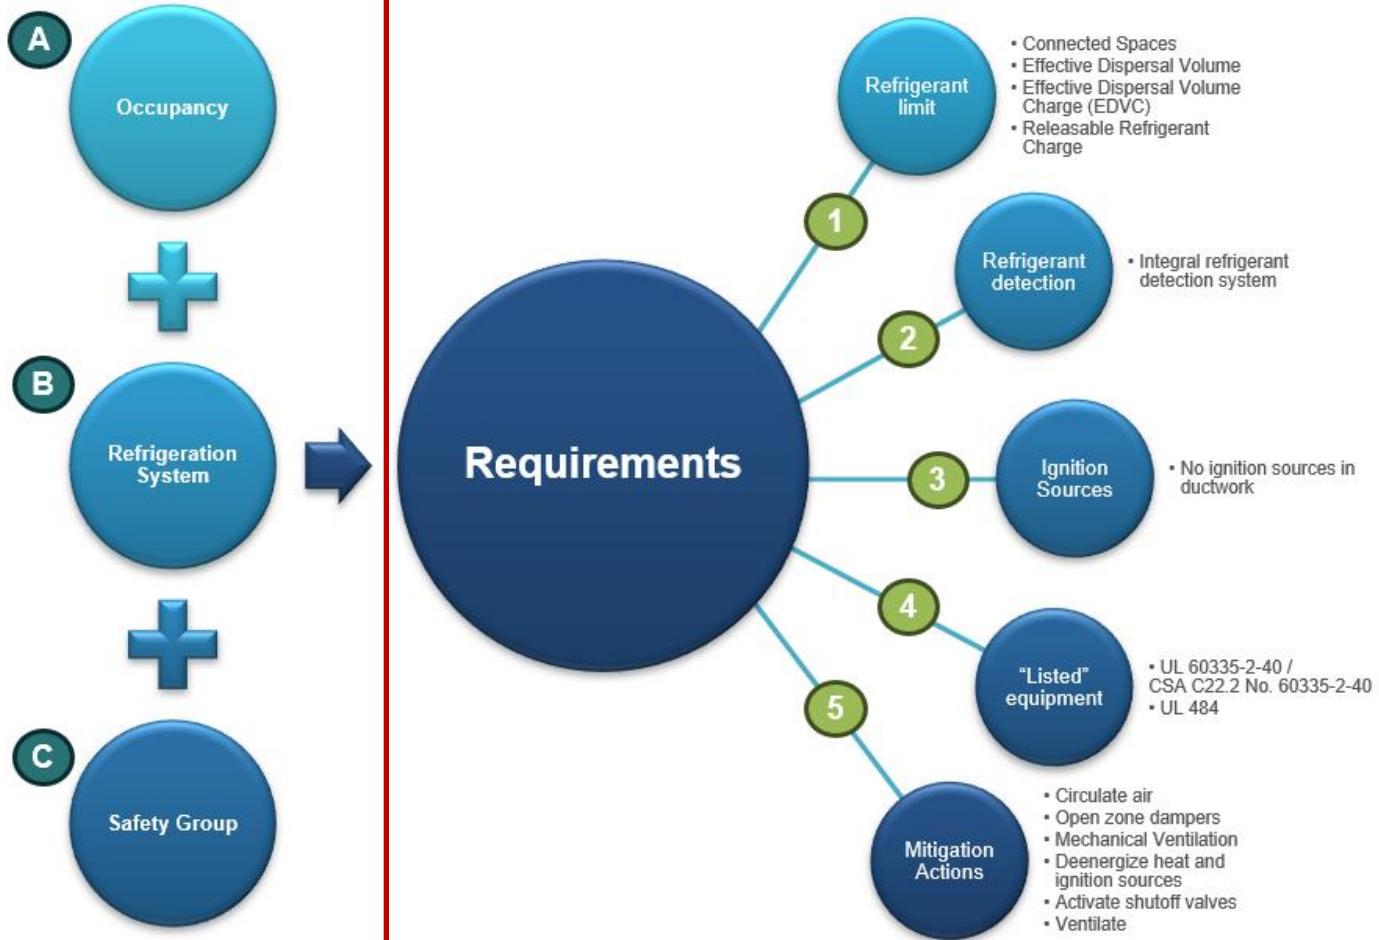 A
Occupancy
B
Refrigeration
System
C
Safety Group
Requirements
1
Refrigerant
limit
• Connected Spaces
• Effective Dispersal Volume
• Effective Dispersal Volume
Charge (EDVC)
• Releasable Refrigerant
Charge
2
Refrigerant
detection
• Integral refrigerant
detection system
3
Ignition
Sources
• No ignition sources in
ductwork
4
“Listed”
equipment
• UL 60335-2-40 /
CSA C22.2 No. 60335-2-40
• UL 484
5
Mitigation
Actions
• Circulate air
• Open zone dampers
• Mechanical Ventilation
• Deenergize heat and
ignition sources
• Activate shutoff valves
• Ventilate